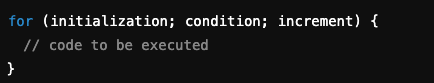 for (initialization; condition; increment) {
  // code to be executed
}